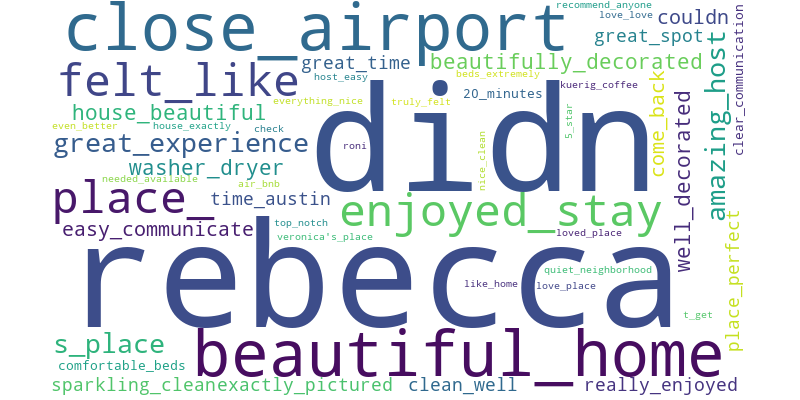 recommend_anyone
close_airport
love_love
couldn
clear_communication
great_spot
great_time
beautifully_decorated
felt_like
host_easy
beds_extremely
kuerig_coffee
amazing_host
come_back
20_minutes
house_beautiful
everything_nice
truly_felt
didn
5_star
well_decorated
even_better
house_exactly
check
great_experience
roni
nice_clean
washer_dryer
needed_available
air_bnb
place_
time_austin
enjoyed_stay
easy_communicate
top_notch
loved_place
veronica's_place
place_perfect
rebecca
quiet_neighborhood
like_home
love_place
t_get
s_place
beautiful_home
comfortable_beds
sparkling_clean
exactly_pictured
clean_well
really_enjoyed